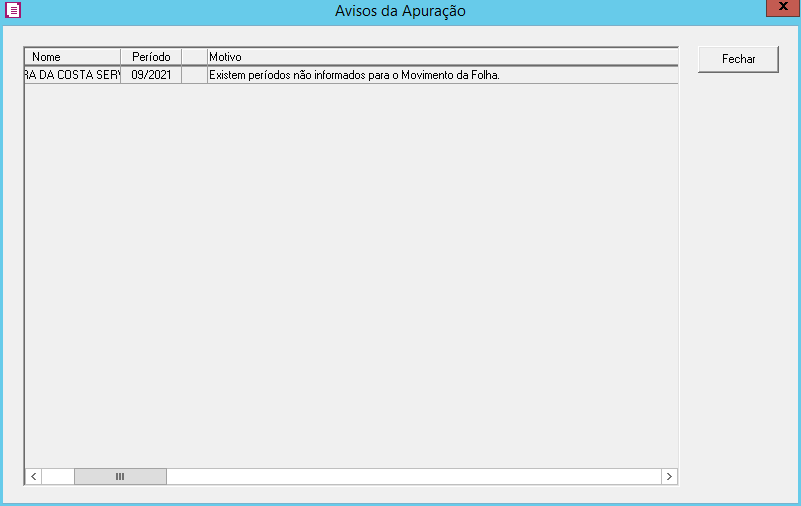 Avisos da Apuração
X
Nome Período Motivo
RA DA COSTA SERV 09/2021 Existem períodos não informados para o Movimento da Folha.
Fechar